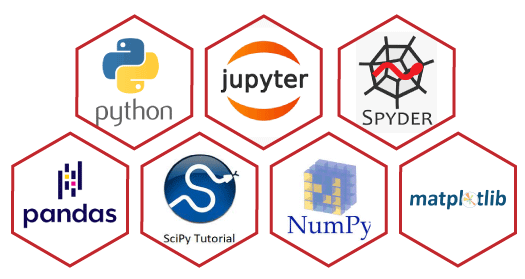 python
jupyter
SPYDER
pandas
SciPy Tutorial
NumPy
matplotlib